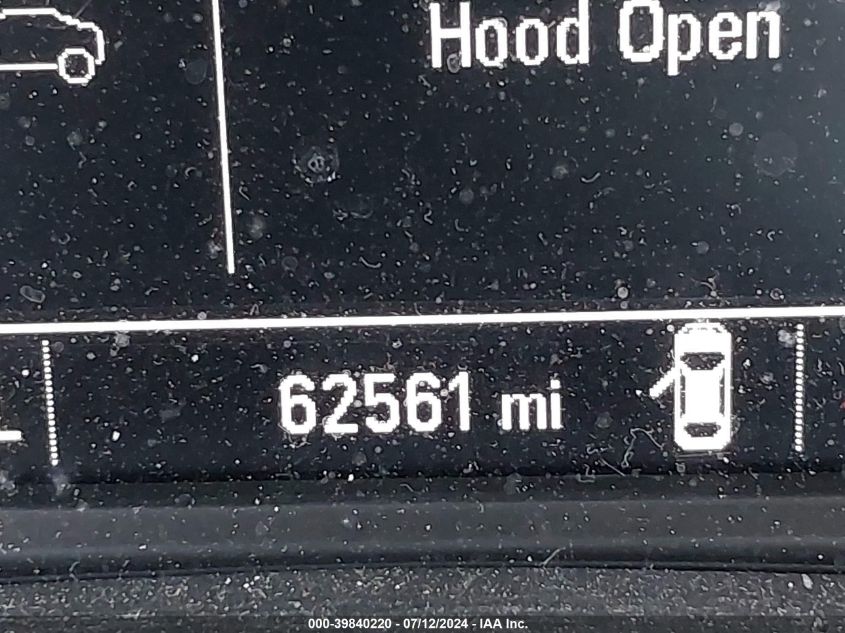 Hood Open
62561 mi
000-39840220 - 07/12/2024 - IAA Inc.